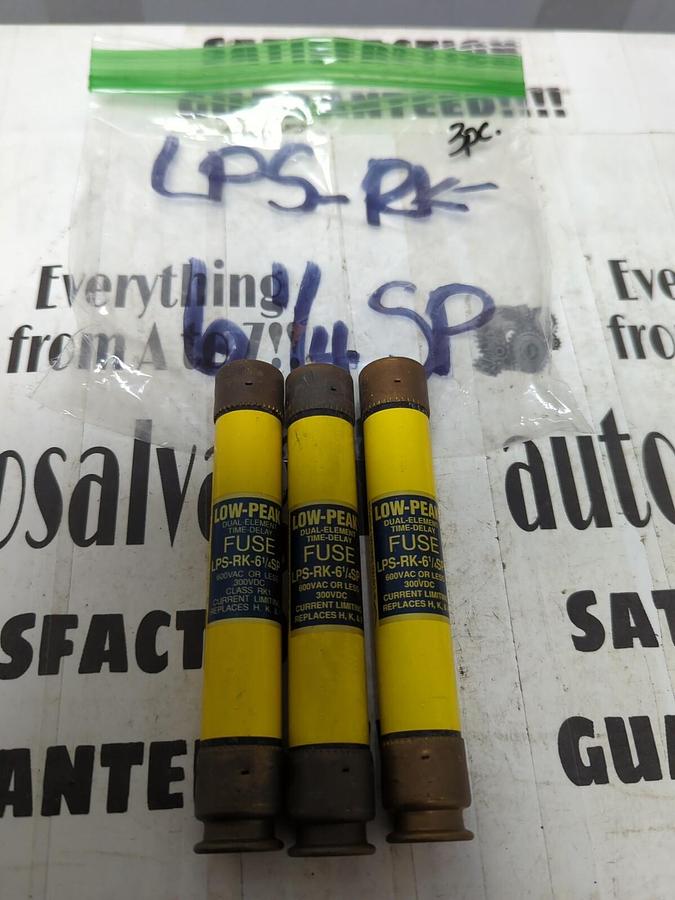 SATISFACTION
GUARANTEED!!!!
3pc.
LPS-RK-
6 1/4 SP
Everything
from A to Z!!
Eve
fro
osalva
auto
SFACT
SAT
ANTE
GUA
LOW-PEAK
DUAL-ELEMENT
TIME-DELAY
FUSE
LPS-RK-6¼SP
600VAC OR LESS
300VDC
CLASS RK1
CURRENT LIMITING
REPLACES H, K, &
LOW-PEAK
DUAL-ELEMENT
TIME-DELAY
FUSE
LPS-RK-6¼SP
600VAC OR LESS
300VDC
CURRENT LIMITING
REPLACES H, K, &
LOW-PEAK
DUAL-ELEMENT
TIME-DELAY
FUSE
LPS-RK-6¼SP
600VAC OR LESS
300VDC
CURRENT LIMITING
REPLACES H, K, &